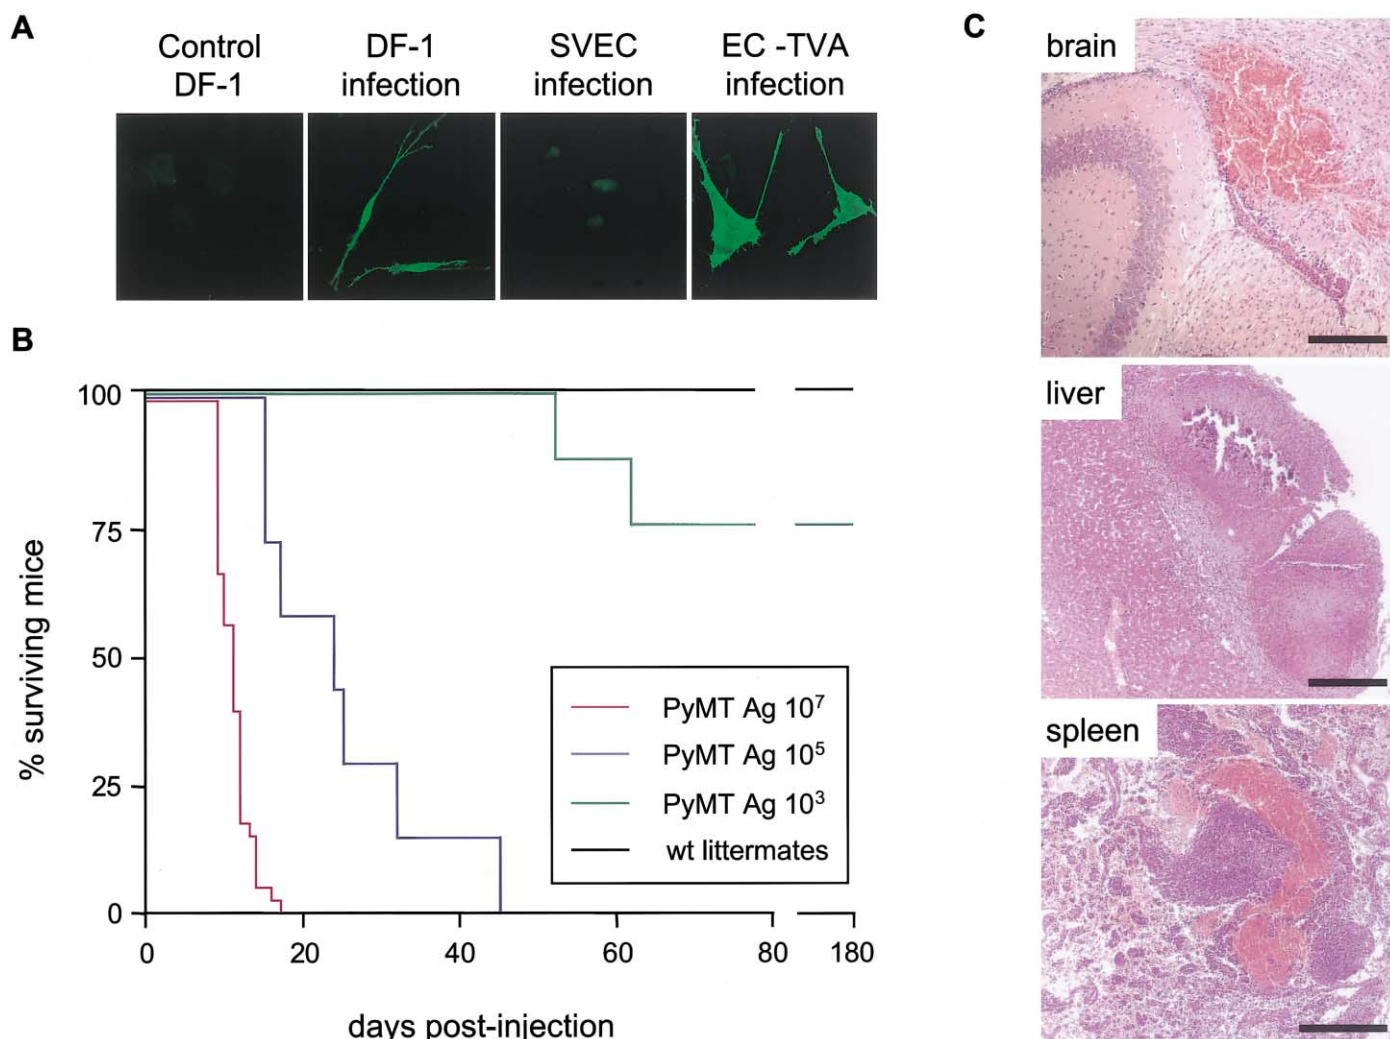 A
Control
DF-1
DF-1
infection
SVEC
infection
EC -TVA
infection
B
100
75
50
25
0
% surviving mice
0
20
40
60
80
180
days post-injection
PyMT Ag 10⁷
PyMT Ag 10⁵
PyMT Ag 10³
wt littermates
C
brain
liver
spleen